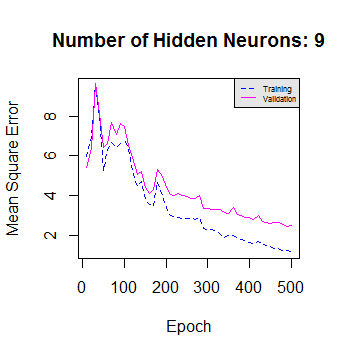 Number of Hidden Neurons: 9
Training
Validation
Mean Square Error
8
6
4
2
0 100 200 300 400 500
Epoch